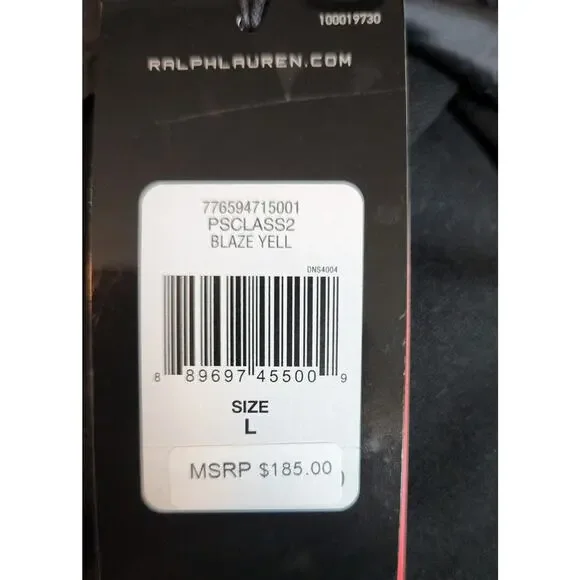 100019730
RALPHLAUREN.COM
776594715001
PSCLASS2
BLAZE YELL
DNS4004
8 89697 45500 9
SIZE
L
MSRP $185.00